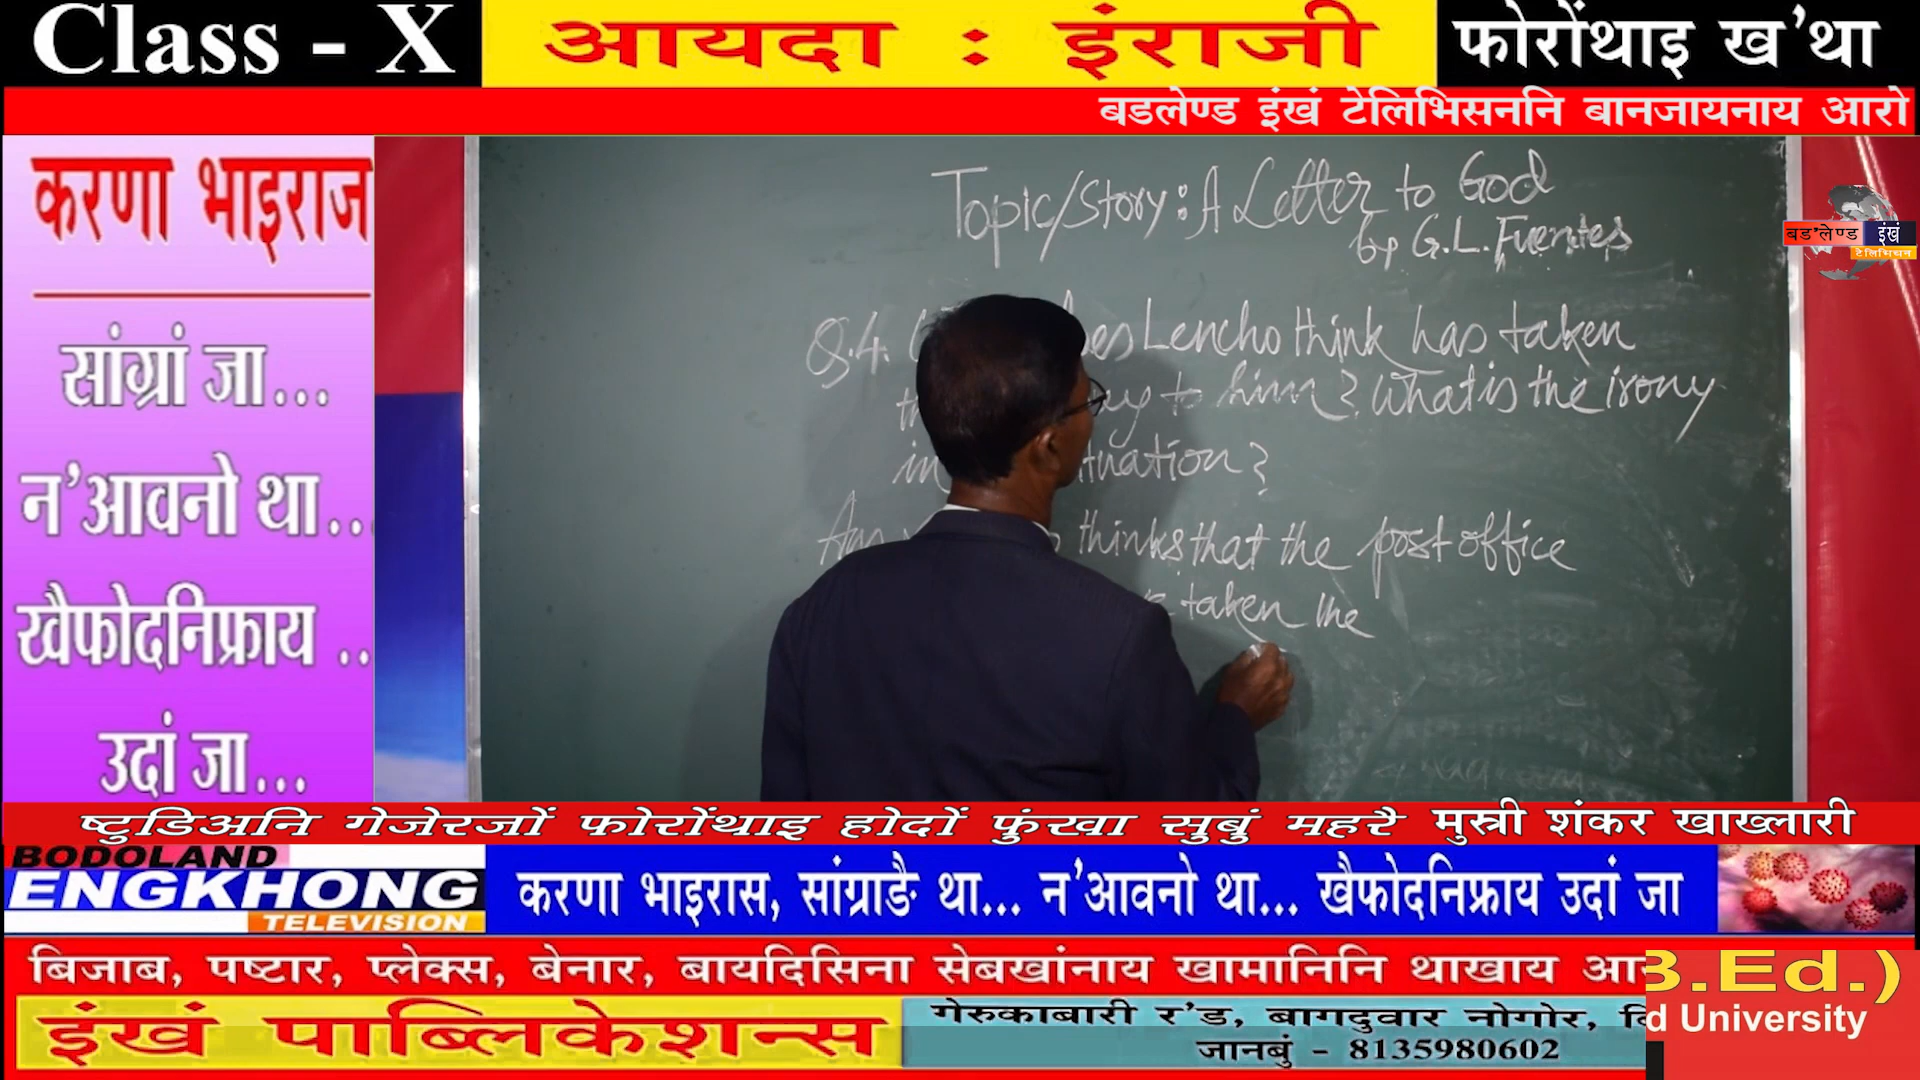 Class - X
आयदा : इंराजी
फोरोंथाइ ख'था
बडलेण्ड इंखं टेलिभिसननि बानजायनाय आरो
करणा भाइराज
सांग्रां जा...
न'आवनो था...
खैफोदनिफ्राय ..
उदां जा...
Topic/Story: A Letter to God
by G.L. Fuentes
बड'लेण्ड इंखं
टेलिभिचन
Q.4. Lencho think has taken
to him? What is the irony
in
Ans thinks that the post office
taken the
ष्टुडिअनि गेजेरजों फोरोंथाइ होदों फुंखा सुबुं महरै मुस्री शंकर खाख्लारी
BODOLAND
ENGKHONG
TELEVISION
करणा भाइरास, सांग्राङै था... न'आवनो था... खैफोदनिफ्राय उदां जा
बिजाब, पष्टार, प्लेक्स, बेनार, बायदिसिना सेबखांनाय खामानिनि थाखाय
B.Ed.)
d University
इंखं पाब्लिकेशन्स
गेरुकाबारी र'ड, बागदुवार नोगोर,
जानबुं - 8135980602